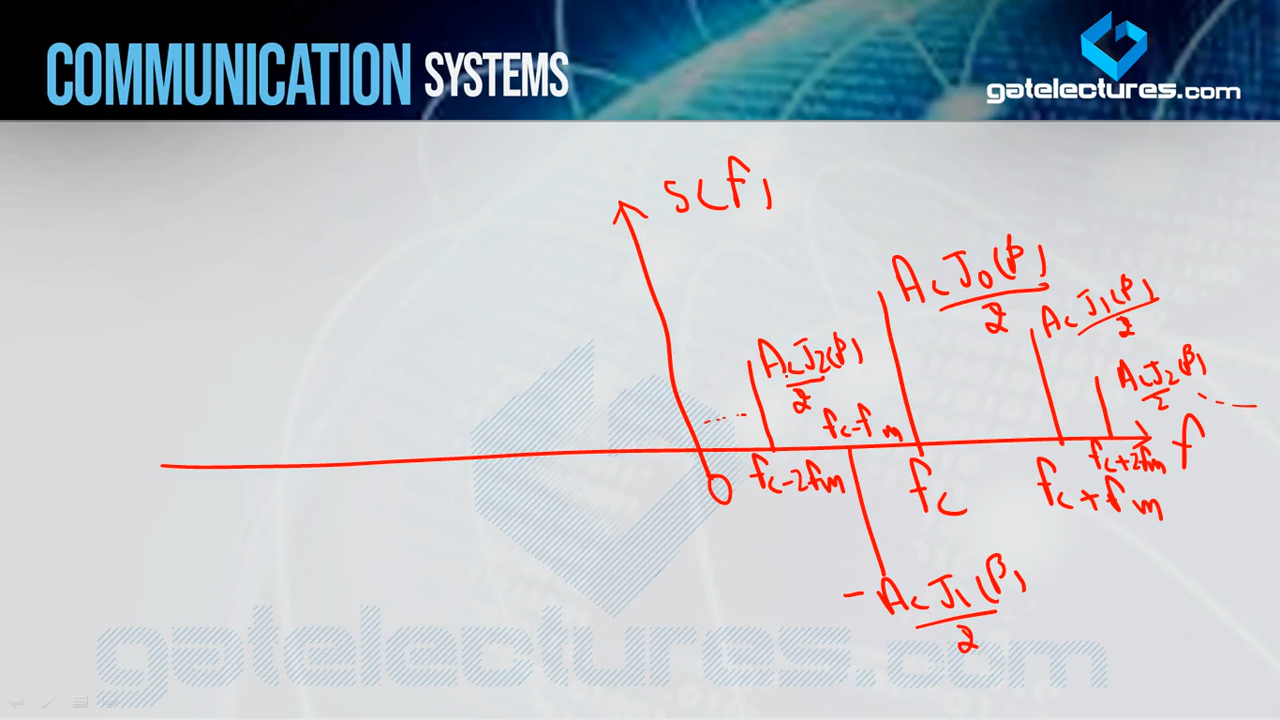 COMMUNICATION SYSTEMS
gatelectures.com
S(f)
AcJ0(β)/2
AcJ1(β)/2
AcJ2(β)/2
AcJ2(β)/2
fc-fm
f
fc-2fm
fc
fc+fm
fc+2fm
0
-AcJ1(β)/2
gatelectures.com